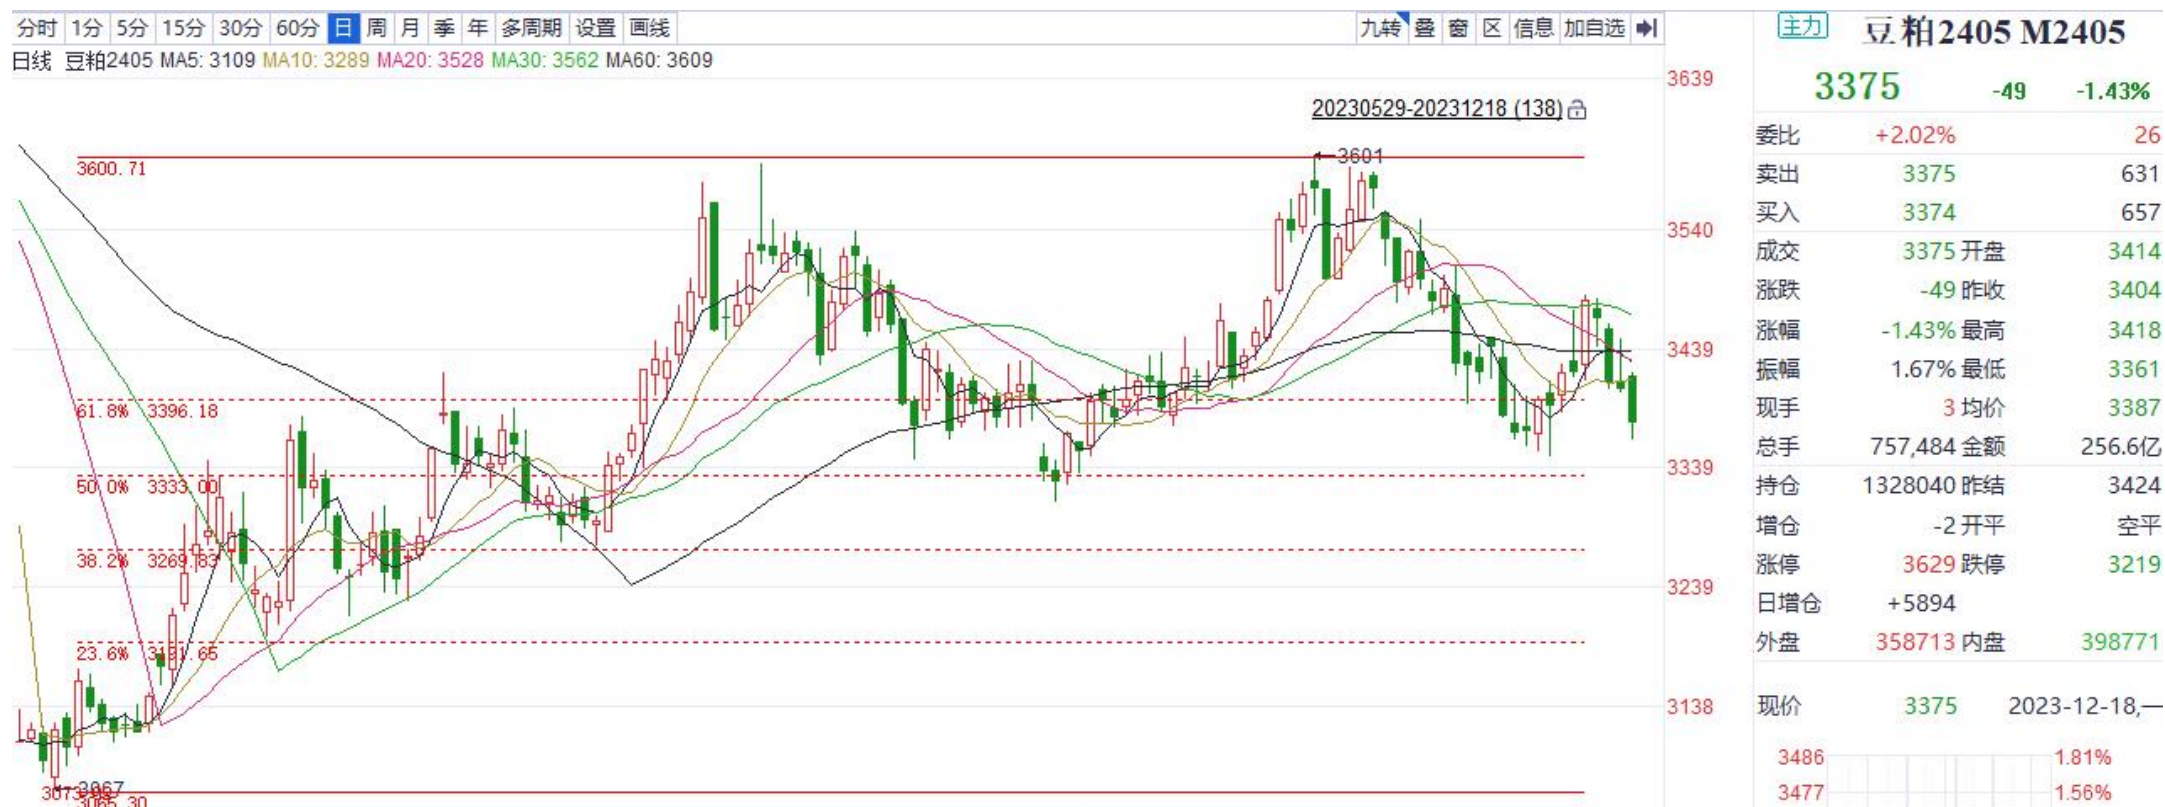 分时 1分 5分 15分 30分 60分 日 周 月 季 年 多周期 设置 画线
九转 叠 窗 区 信息 加自选
日线 豆粕2405 MA5: 3109 MA10: 3289 MA20: 3528 MA30: 3562 MA60: 3609
20230529-20231218 (138)
3639
3540
3439
3339
3239
3138
3600.71
3601
61.8% 3396.18
50.0% 3333.00
38.2% 3269.83
23.6% 3191.65
3067
3065.30
主力 豆粕2405 M2405
3375 -49 -1.43%
委比 +2.02% 26
卖出 3375 631
买入 3374 657
成交 3375 开盘 3414
涨跌 -49 昨收 3404
涨幅 -1.43% 最高 3418
振幅 1.67% 最低 3361
现手 3 均价 3387
总手 757,484 金额 256.6亿
持仓 1328040 昨结 3424
增仓 -2 开平 空平
涨停 3629 跌停 3219
日增仓 +5894
外盘 358713 内盘 398771
现价 3375 2023-12-18,一
3486 1.81%
3477 1.56%